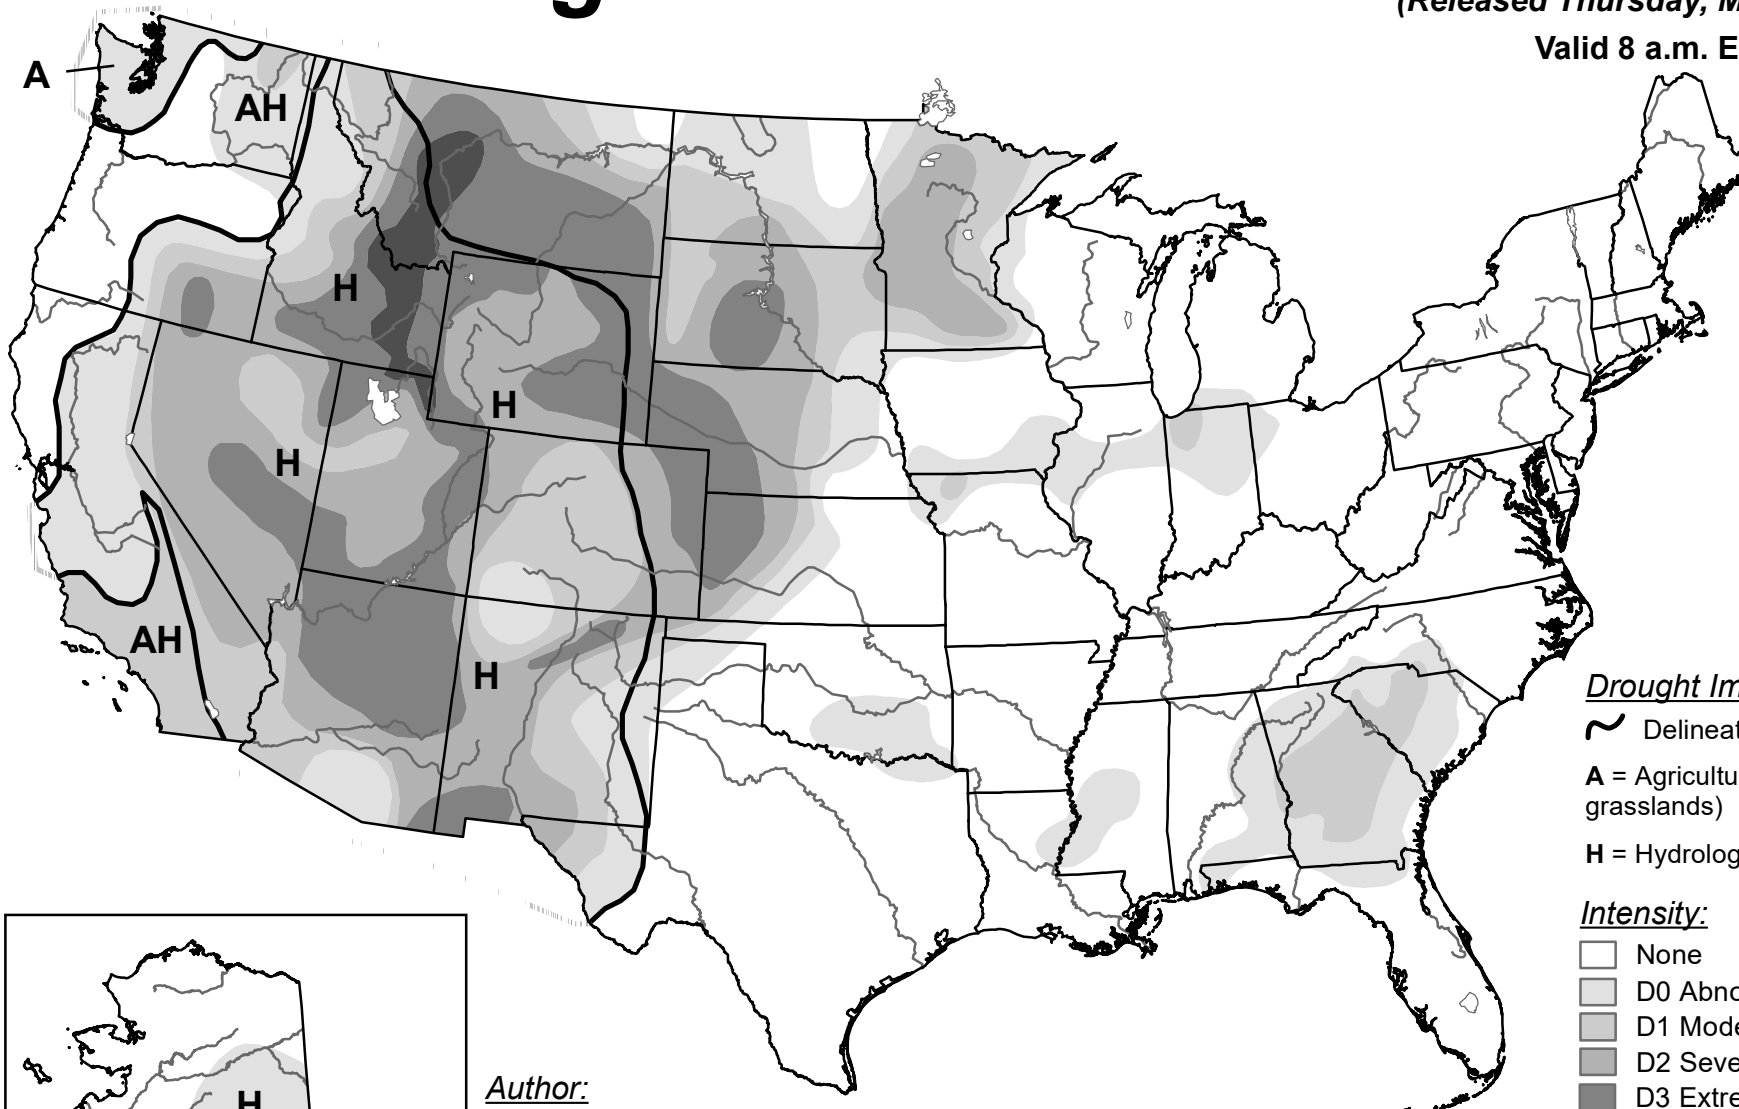 g
(Released Thursday, M
Valid 8 a.m. E
A
AH
H
H
H
AH
H
Drought Im
Delineat
A = Agricultu
grasslands)
H = Hydrolog
Intensity:
None
D0 Abno
D1 Mode
D2 Seve
D3 Extre
H
Author: